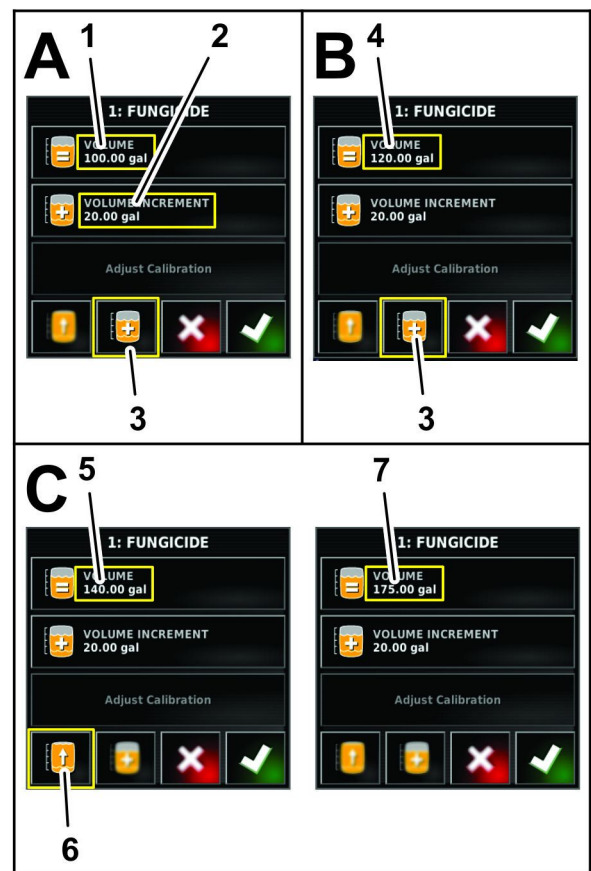 A
1
2
1: FUNGICIDE
VOLUME
100.00 gal
VOLUME INCREMENT
20.00 gal
Adjust Calibration
3
B
4
1: FUNGICIDE
VOLUME
120.00 gal
VOLUME INCREMENT
20.00 gal
Adjust Calibration
3
C
5
1: FUNGICIDE
VOLUME
140.00 gal
VOLUME INCREMENT
20.00 gal
Adjust Calibration
6
7
1: FUNGICIDE
VOLUME
175.00 gal
VOLUME INCREMENT
20.00 gal
Adjust Calibration